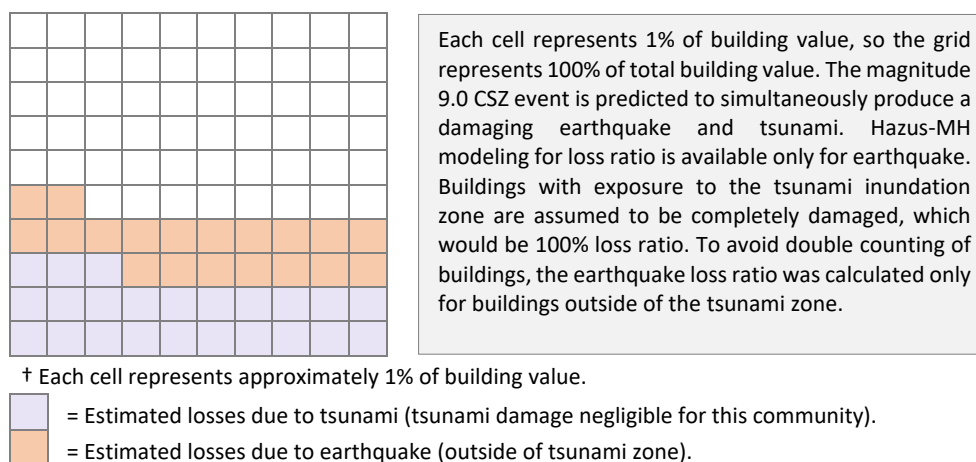 Each cell represents 1% of building value, so the grid
represents 100% of total building value. The magnitude
9.0 CSZ event is predicted to simultaneously produce a
damaging earthquake and tsunami. Hazus-MH
modeling for loss ratio is available only for earthquake.
Buildings with exposure to the tsunami inundation
zone are assumed to be completely damaged, which
would be 100% loss ratio. To avoid double counting of
buildings, the earthquake loss ratio was calculated only
for buildings outside of the tsunami zone.
† Each cell represents approximately 1% of building value.
= Estimated losses due to tsunami (tsunami damage negligible for this community).
= Estimated losses due to earthquake (outside of tsunami zone).